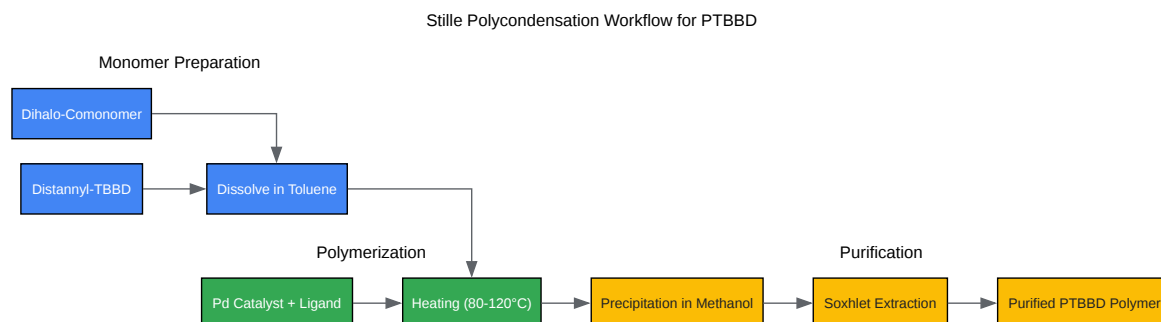 Stille Polycondensation Workflow for PTBBD
Monomer Preparation
Dihalo-Comonomer
Distannyl-TBBD
Dissolve in Toluene
Polymerization
Purification
Pd Catalyst + Ligand
Heating (80-120°C)
Precipitation in Methanol
Soxhlet Extraction
Purified PTBBD Polymer